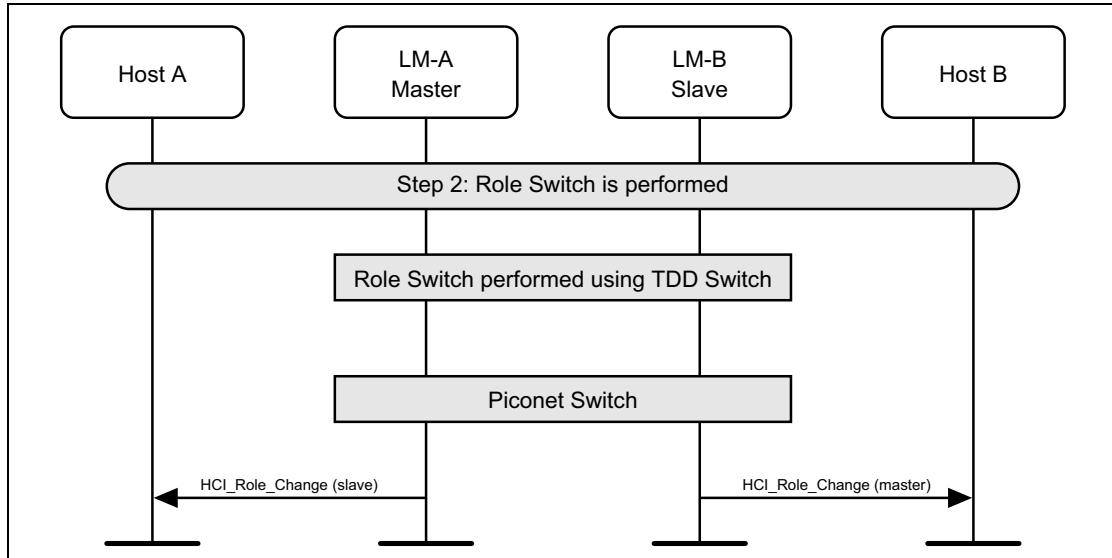 Host A
LM-A
Master
LM-B
Slave
Host B
Step 2: Role Switch is performed
Role Switch performed using TDD Switch
Piconet Switch
HCI_Role_Change (slave)
HCI_Role_Change (master)